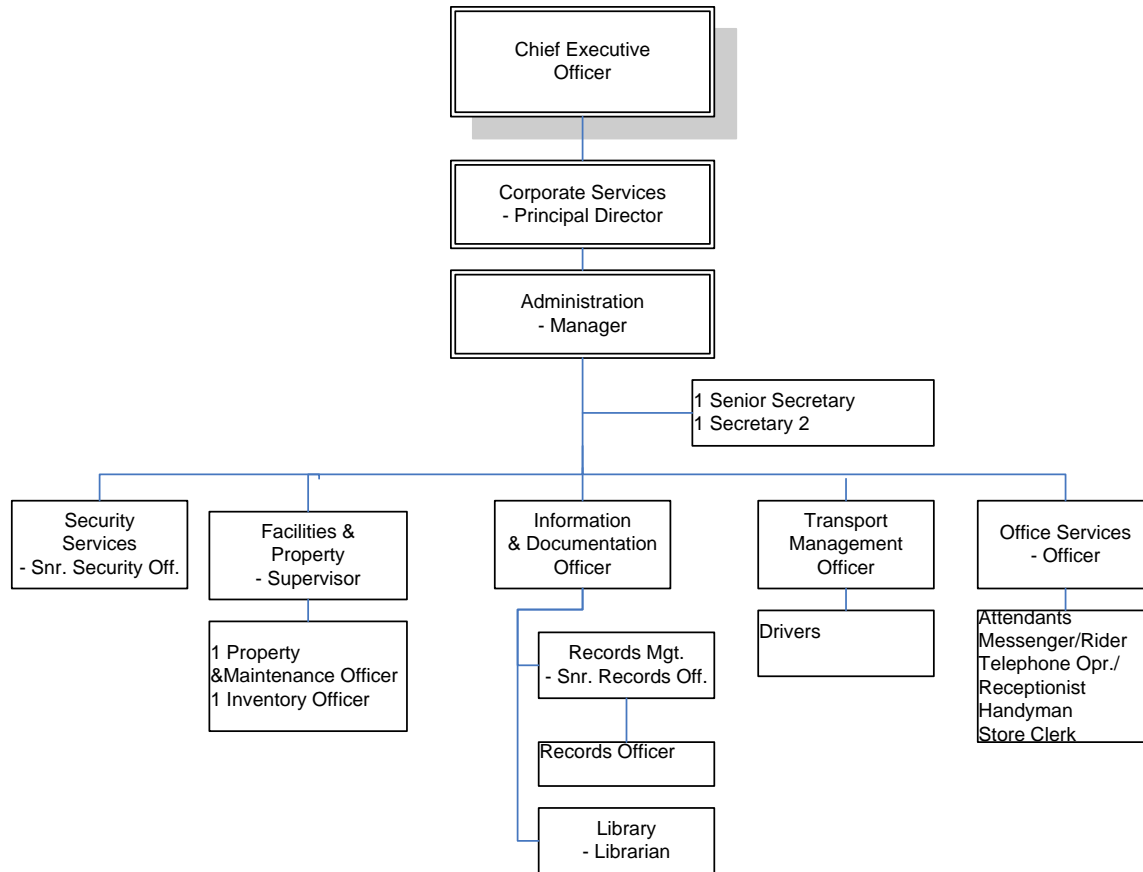 Chief Executive
Officer
Corporate Services
- Principal Director
Administration
- Manager
1 Senior Secretary
1 Secretary 2
Security
Services
- Snr. Security Off.
Facilities &
Property
- Supervisor
Information
& Documentation
Officer
Transport
Management
Officer
Office Services
- Officer
1 Property
&Maintenance Officer
1 Inventory Officer
Records Mgt.
- Snr. Records Off.
Records Officer
Library
- Librarian
Drivers
Attendants
Messenger/Rider
Telephone Opr./
Receptionist
Handyman
Store Clerk